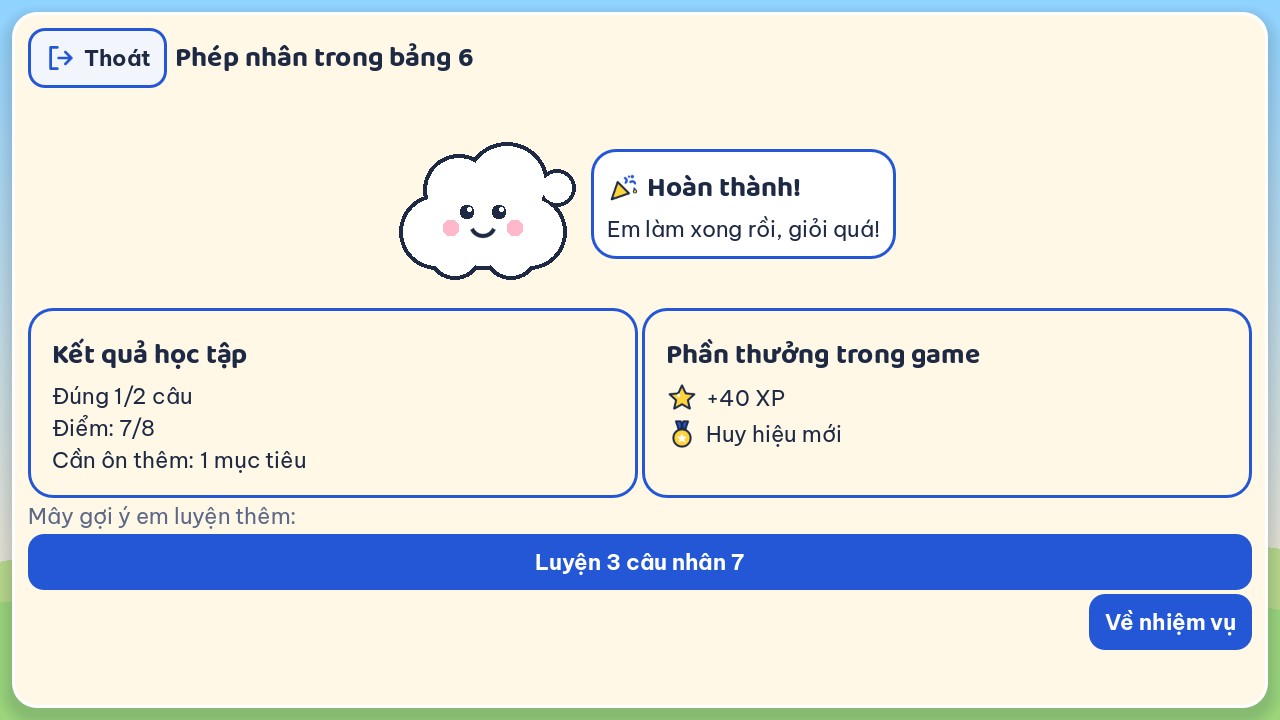 Thoát
Phép nhân trong bảng 6
Hoàn thành!
Em làm xong rồi, giỏi quá!
Kết quả học tập
Đúng 1/2 câu
Điểm: 7/8
Cần ôn thêm: 1 mục tiêu
Phần thưởng trong game
+40 XP
Huy hiệu mới
Mây gợi ý em luyện thêm:
Luyện 3 câu nhân 7
Về nhiệm vụ